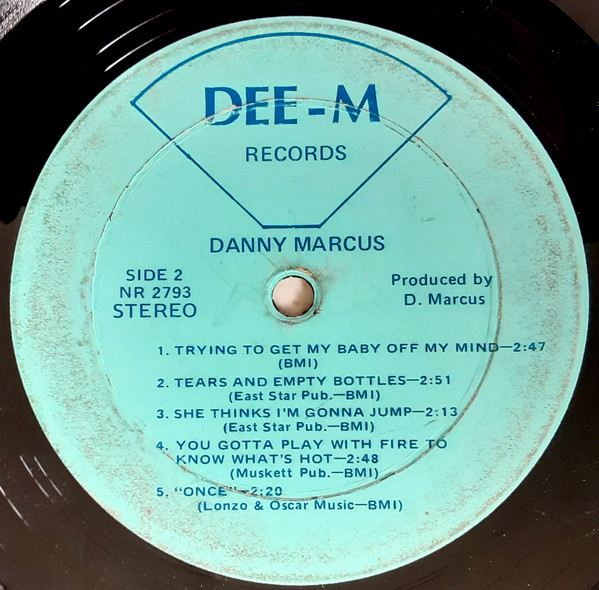 DEE-M
RECORDS
DANNY MARCUS
SIDE 2
NR 2793
STEREO
Produced by
D. Marcus
1. TRYING TO GET MY BABY OFF MY MIND—2:47
(BMI)
2. TEARS AND EMPTY BOTTLES—2:51
(East Star Pub.—BMI)
3. SHE THINKS I'M GONNA JUMP—2:13
(East Star Pub.—BMI)
4. YOU GOTTA PLAY WITH FIRE TO
KNOW WHAT'S HOT—2:48
(Muskett Pub.—BMI)
5. "ONCE"—2:20
(Lonzo & Oscar Music—BMI)